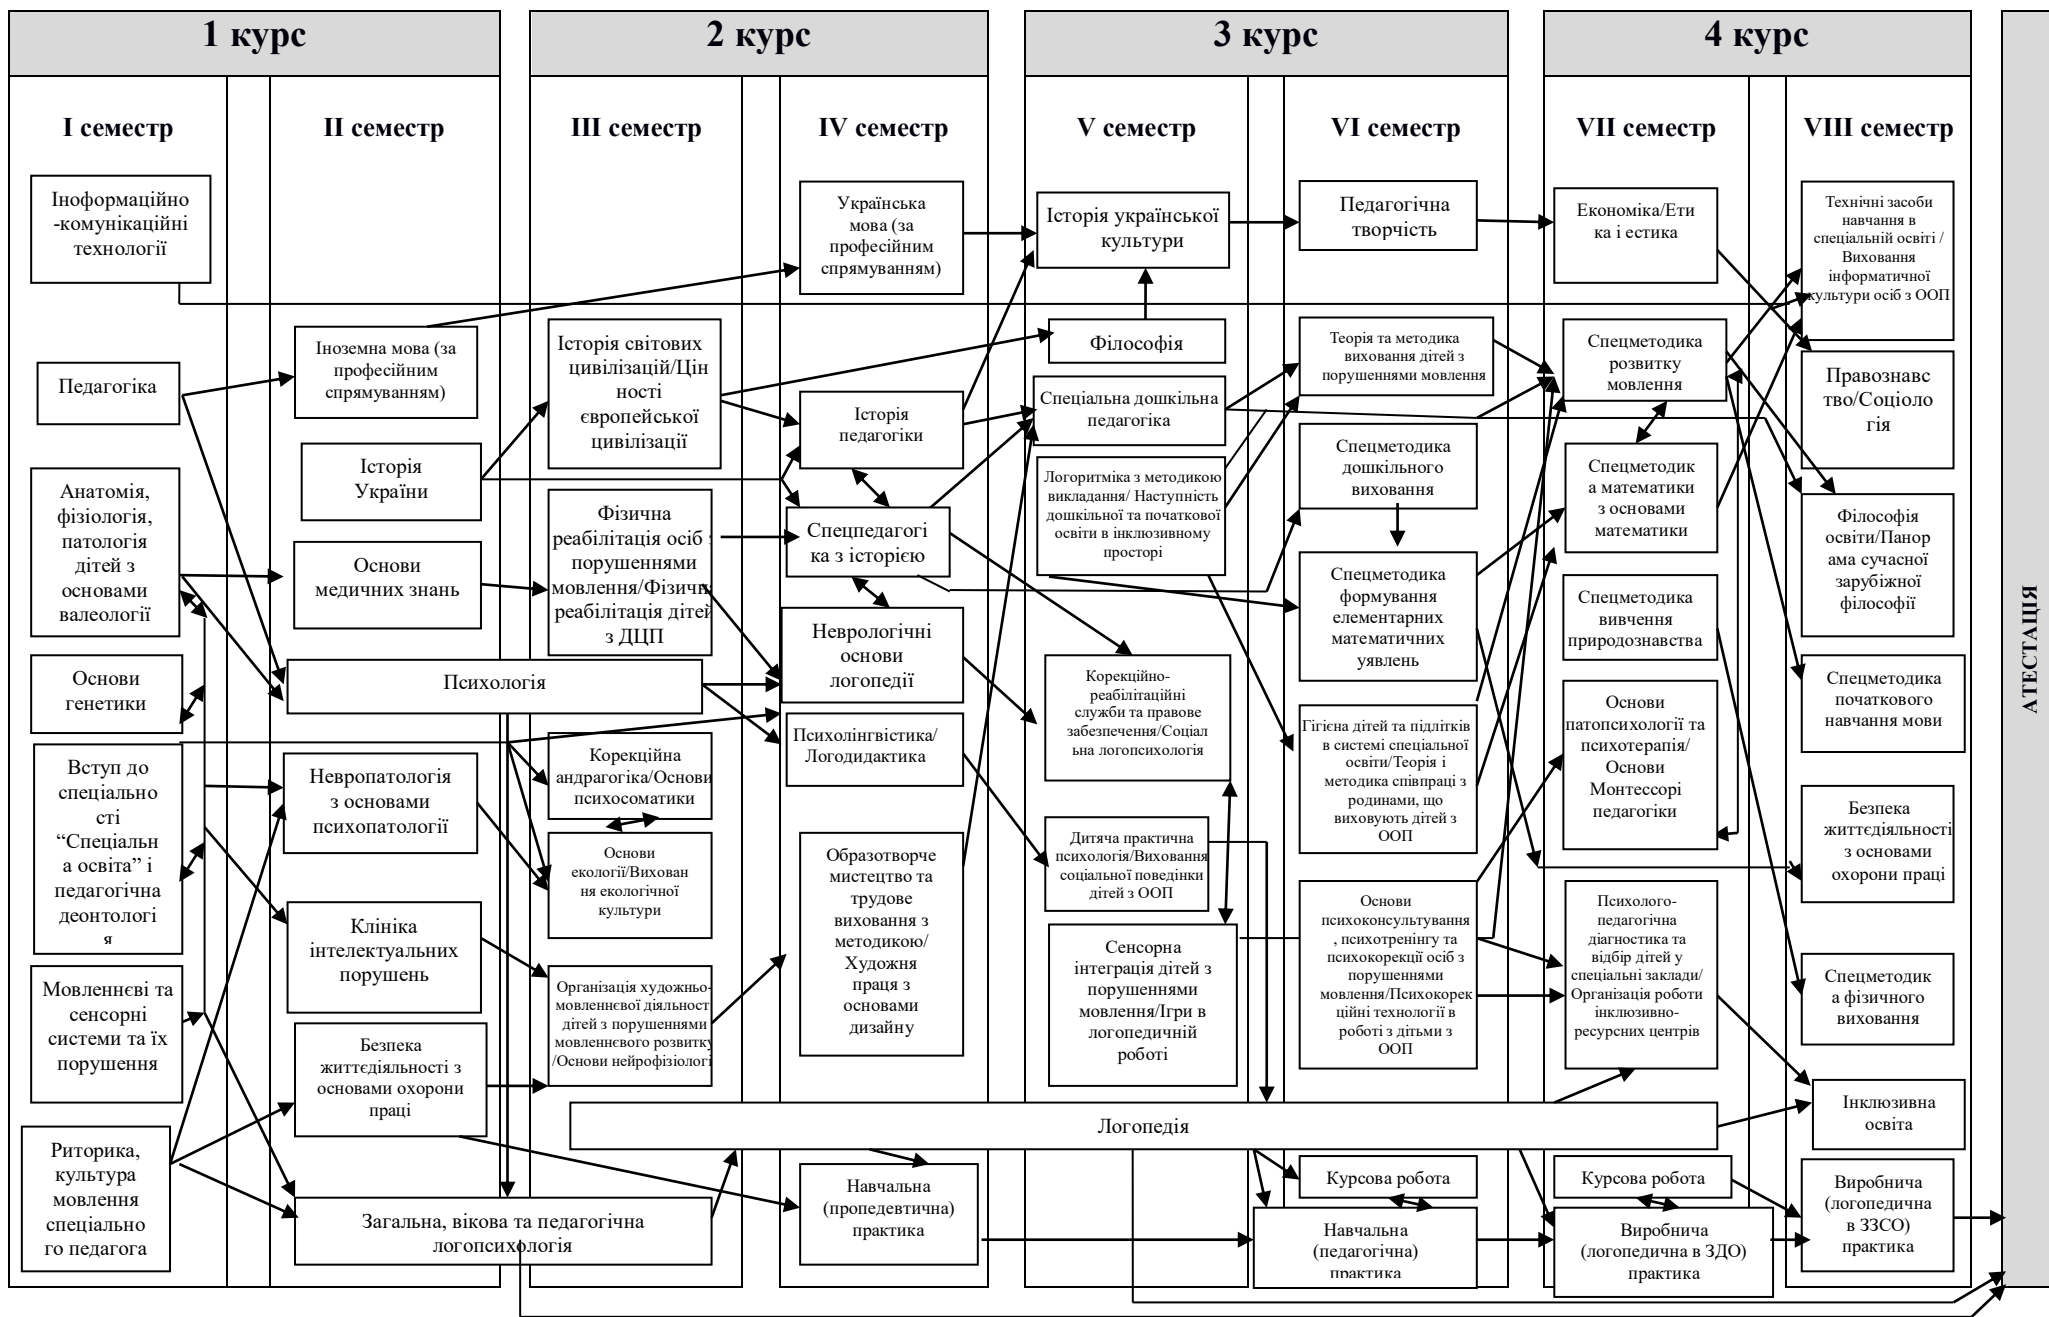 1 курс
2 курс
3 курс
4 курс
І семестр
ІІ семестр
ІІІ семестр
IV семестр
V семестр
VI семестр
VII семестр
VIII семестр
Іноформаційно
-комунікаційні
технології
Педагогіка
Анатомія,
фізіологія,
патологія
дітей з
основами
валеології
Основи
генетики
Вступ до
спеціально
сті
“Спеціальн
а освіта” і
педагогічна
деонтологі
я
Мовленнєві та
сенсорні
системи та їх
порушення
Риторика,
культура
мовлення
спеціально
го педагога
Іноземна мова (за
професійним
спрямуванням)
Історія
України
Основи
медичних знань
Психологія
Невропатологія
з основами
психопатології
Клініка
інтелектуальних
порушень
Безпека
життєдіяльності з
основами охорони
праці
Загальна, вікова та педагогічна
логопсихологія
Історія світових
цивілізацій/Цін
ності
європейської
цивілізації
Фізична
реабілітація осіб з
порушеннями
мовлення/Фізична
реабілітація дітей
з ДЦП
Корекційна
андрагогіка/Основи
психосоматики
Основи
екології/Вихован
ня екологічної
культури
Організація художньо-
мовленнєвої діяльності
дітей з порушеннями
мовленнєвого розвитку
/Основи нейрофізіології
Українська
мова (за
професійним
спрямуванням)
Історія
педагогіки
Спецпедагогі
ка з історією
Неврологічні
основи
логопедії
Психолінгвістика/
Логодидактика
Образотворче
мистецтво та
трудове
виховання з
методикою/
Художня
праця з
основами
дизайну
Логопедія
Навчальна
(пропедевтична)
практика
Історія української
культури
Філософія
Спеціальна дошкільна
педагогіка
Логоритміка з методикою
викладання/ Наступність
дошкільної та початкової
освіти в інклюзивному
просторі
Корекційно-
реабілітаційні
служби та правове
забезпечення/Соціал
ьна логопсихологія
Дитяча практична
психологія/Виховання
соціальної поведінки
дітей з ООП
Сенсорна
інтеграція дітей з
порушеннями
мовлення/Ігри в
логопедичній
роботі
Педагогічна
творчість
Теорія та методика
виховання дітей з
порушеннями мовлення
Спецметодика
дошкільного
виховання
Спецметодика
формування
елементарних
математичних
уявлень
Гігієна дітей та підлітків
в системі спеціальної
освіти/Теорія і
методика співпраці з
родинами, що
виховують дітей з
ООП
Основи
психоконсультування
, психотренінгу та
психокорекції осіб з
порушеннями
мовлення/Психокорек
ційні технології в
роботі з дітьми з
ООП
Курсова робота
Навчальна
(педагогічна)
практика
Економіка/Ети
ка і естика
Спецметодика
розвитку
мовлення
Спецметодик
а математики
з основами
математики
Спецметодика
вивчення
природознавства
Основи
патопсихології та
психотерапія/
Основи
Монтессорі
педагогіки
Психолого-
педагогічна
діагностика та
відбір дітей у
спеціальні заклади/
Організація роботи
інклюзивно-
ресурсних центрів
Курсова робота
Виробнича
(логопедична в ЗДО)
практика
Технічні засоби
навчання в
спеціальній освіті /
Виховання
інформатичної
культури осіб з ООП
Правознавс
тво/Соціоло
гія
Філософія
освіти/Панор
ама сучасної
зарубіжної
філософії
Спецметодика
початкового
навчання мови
Безпека
життєдіяльності
з основами
охорони праці
Спецметодик
а фізичного
виховання
Інклюзивна
освіта
Виробнича
(логопедична
в ЗЗСО)
практика
АТЕСТАЦІЯ